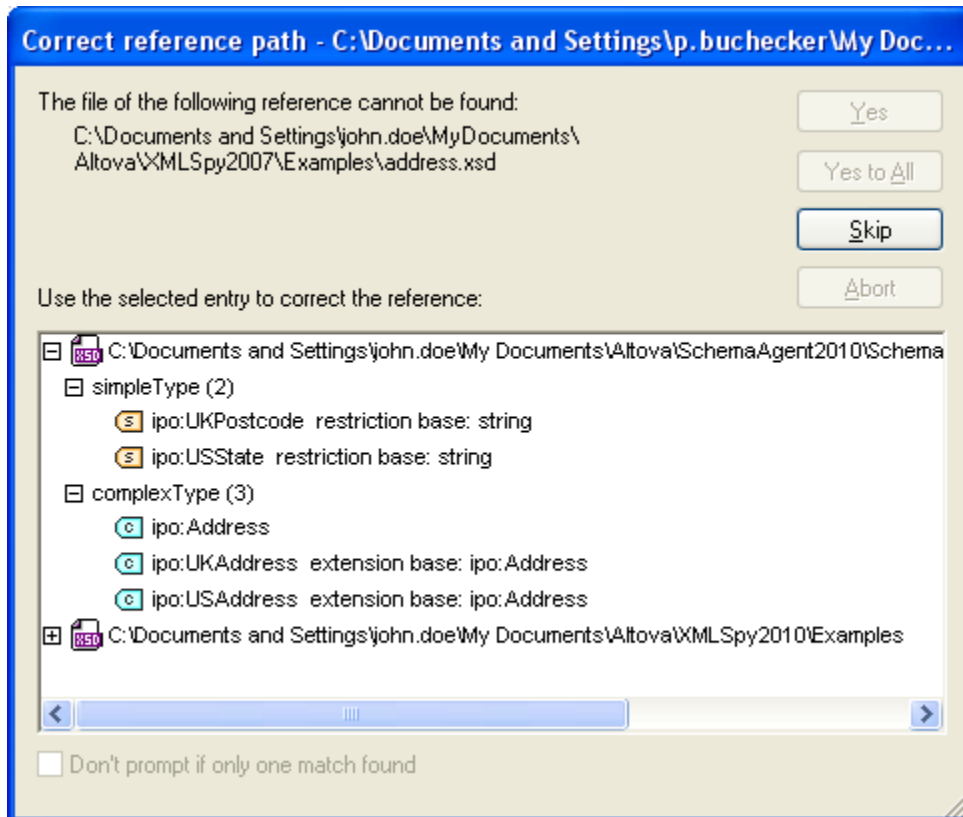 Correct reference path - C:\Documents and Settings\p.buchecker\My Doc...
The file of the following reference cannot be found:
C:\Documents and Settings\john.doe\MyDocuments\
Altova\XMLSpy2007\Examples\address.xsd
Yes
Yes to All
Skip
Abort
Use the selected entry to correct the reference:
XSD C:\Documents and Settings\john.doe\My Documents\Altova\SchemaAgent2010\Schema
simpleType (2)
s ipo:UKPostcode restriction base: string
s ipo:USState restriction base: string
complexType (3)
c ipo:Address
c ipo:UKAddress extension base: ipo:Address
c ipo:USAddress extension base: ipo:Address
XSD C:\Documents and Settings\john.doe\My Documents\Altova\XMLSpy2010\Examples
Don't prompt if only one match found